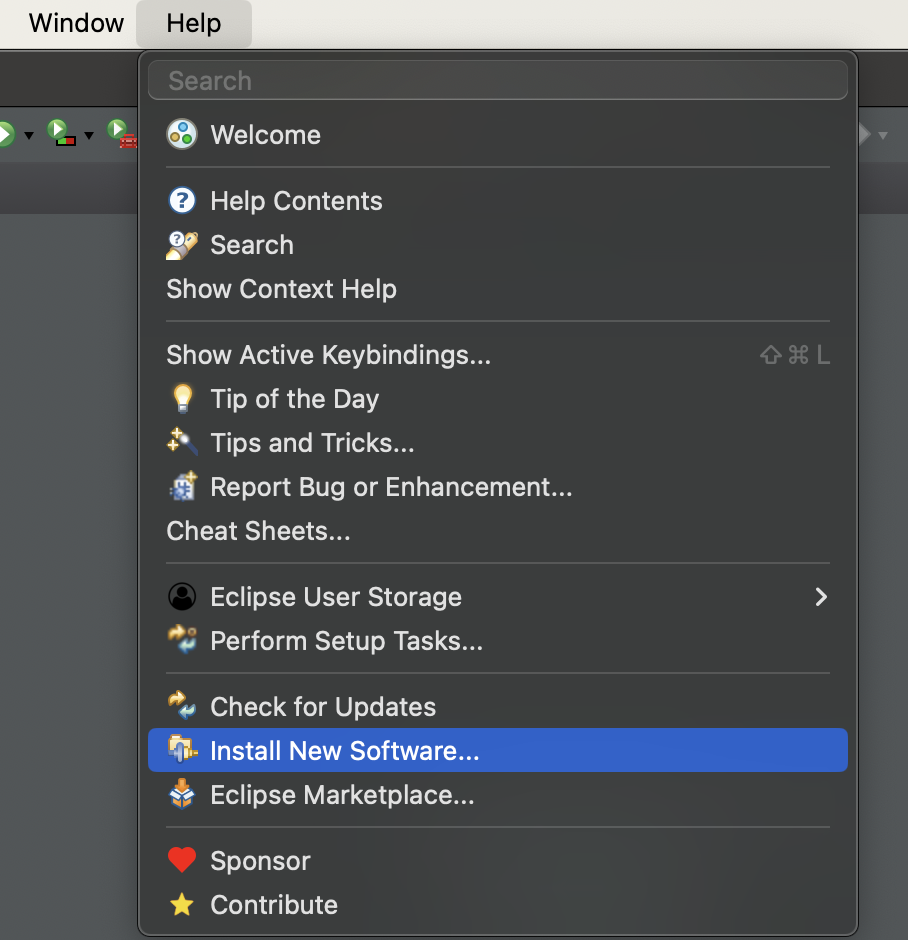 Window Help
Search
Welcome
Help Contents
Search
Show Context Help
Show Active Keybindings... ⇧⌘L
Tip of the Day
Tips and Tricks...
Report Bug or Enhancement...
Cheat Sheets...
Eclipse User Storage
Perform Setup Tasks...
Check for Updates
Install New Software...
Eclipse Marketplace...
Sponsor
Contribute